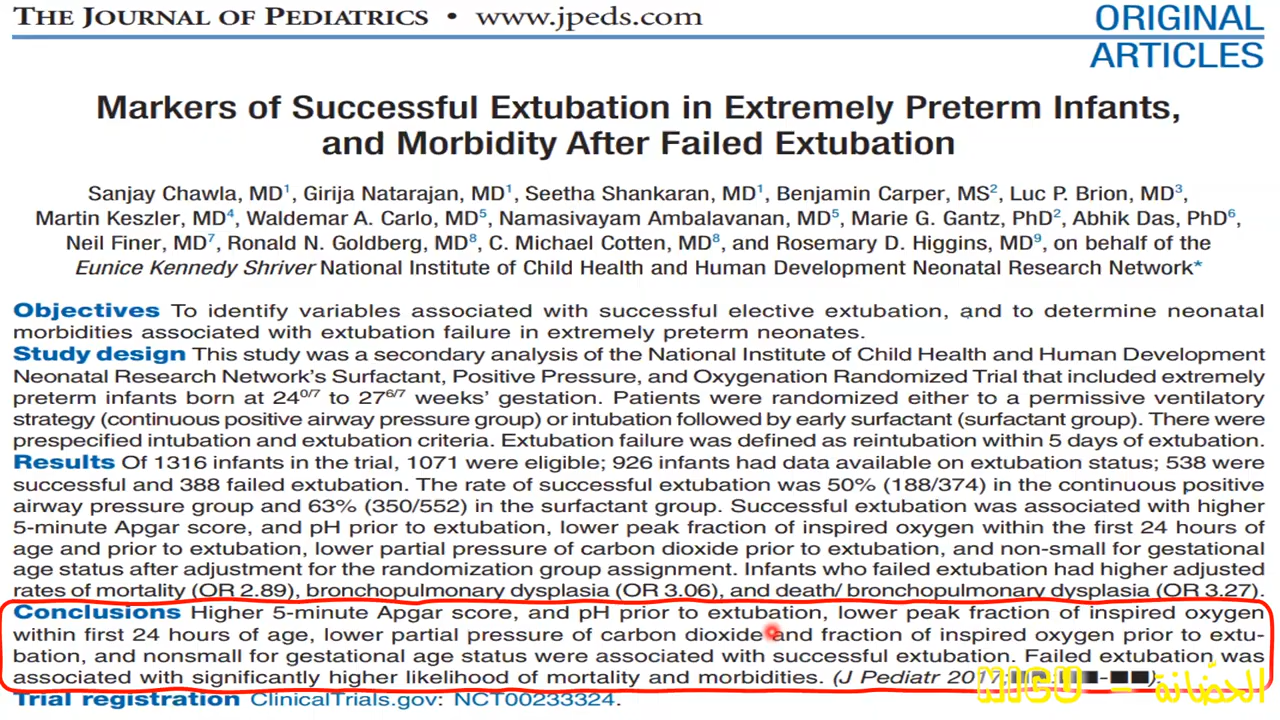 THE JOURNAL OF PEDIATRICS • www.jpeds.com
ORIGINAL
ARTICLES
Markers of Successful Extubation in Extremely Preterm Infants,
and Morbidity After Failed Extubation
Sanjay Chawla, MD1, Girija Natarajan, MD1, Seetha Shankaran, MD1, Benjamin Carper, MS2, Luc P. Brion, MD3,
Martin Keszler, MD4, Waldemar A. Carlo, MD5, Namasivayam Ambalavanan, MD5, Marie G. Gantz, PhD2, Abhik Das, PhD6,
Neil Finer, MD7, Ronald N. Goldberg, MD8, C. Michael Cotten, MD8, and Rosemary D. Higgins, MD9, on behalf of the
Eunice Kennedy Shriver National Institute of Child Health and Human Development Neonatal Research Network*
Objectives To identify variables associated with successful elective extubation, and to determine neonatal
morbidities associated with extubation failure in extremely preterm neonates.
Study design This study was a secondary analysis of the National Institute of Child Health and Human Development
Neonatal Research Network's Surfactant, Positive Pressure, and Oxygenation Randomized Trial that included extremely
preterm infants born at 240/7 to 276/7 weeks' gestation. Patients were randomized either to a permissive ventilatory
strategy (continuous positive airway pressure group) or intubation followed by early surfactant (surfactant group). There were
prespecified intubation and extubation criteria. Extubation failure was defined as reintubation within 5 days of extubation.
Results Of 1316 infants in the trial, 1071 were eligible; 926 infants had data available on extubation status; 538 were
successful and 388 failed extubation. The rate of successful extubation was 50% (188/374) in the continuous positive
airway pressure group and 63% (350/552) in the surfactant group. Successful extubation was associated with higher
5-minute Apgar score, and pH prior to extubation, lower peak fraction of inspired oxygen within the first 24 hours of
age and prior to extubation, lower partial pressure of carbon dioxide prior to extubation, and non-small for gestational
age status after adjustment for the randomization group assignment. Infants who failed extubation had higher adjusted
rates of mortality (OR 2.89), bronchopulmonary dysplasia (OR 3.06), and death/ bronchopulmonary dysplasia (OR 3.27).
Conclusions Higher 5-minute Apgar score, and pH prior to extubation, lower peak fraction of inspired oxygen
within first 24 hours of age, lower partial pressure of carbon dioxide and fraction of inspired oxygen prior to extu-
bation, and nonsmall for gestational age status were associated with successful extubation. Failed extubation was
associated with significantly higher likelihood of mortality and morbidities. (J Pediatr
NICU – الحضّانة
Trial registration ClinicalTrials.gov: NCT00233324.